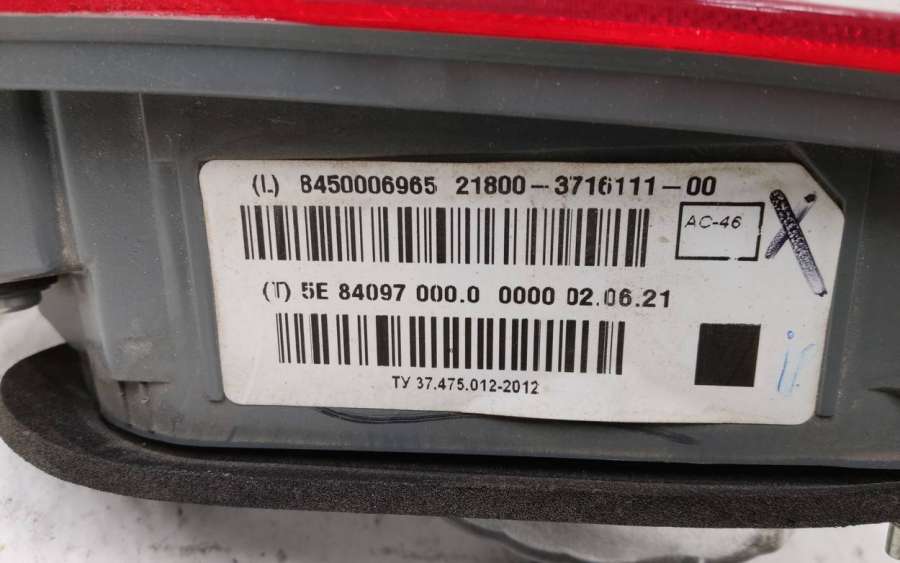 (L) 8450006965 21800-3716111-00
AC-46
(T) 5E 84097 000.0 0000 02.06.21
ТУ 37.475.012-2012